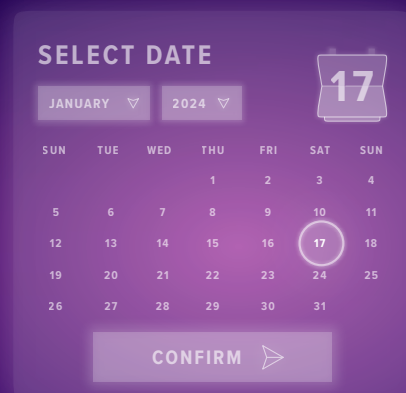 SELECT DATE
17
JANUARY 2024
SUN TUE WED THU FRI SAT SUN
1 2 3 4
5 6 7 8 9 10 11
12 13 14 15 16 17 18
19 20 21 22 23 24 25
26 27 28 29 30 31
CONFIRM